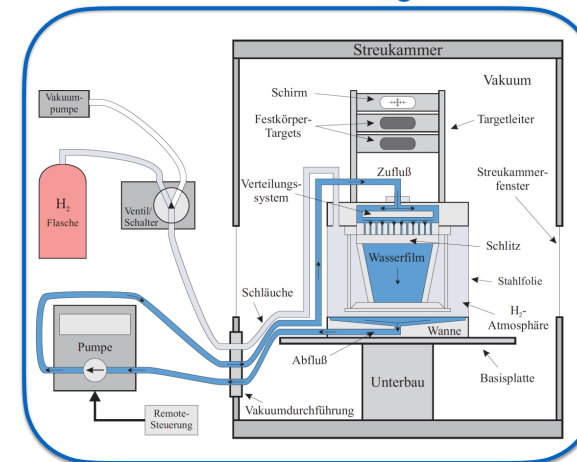 Streukammer
Vakuum
Vakuum-
pumpe
Schirm
Festkörper-
Targets
Targetleiter
H₂
Flasche
Ventil/
Schalter
Zufluß
Streukammer-
fenster
Verteilungs-
system
Schlitz
Wasserfilm
Stahlfolie
Schläuche
H₂-
Atmosphäre
Pumpe
Wanne
Abfluß
Basisplatte
Unterbau
Remote-
Steuerung
Vakuumdurchführung